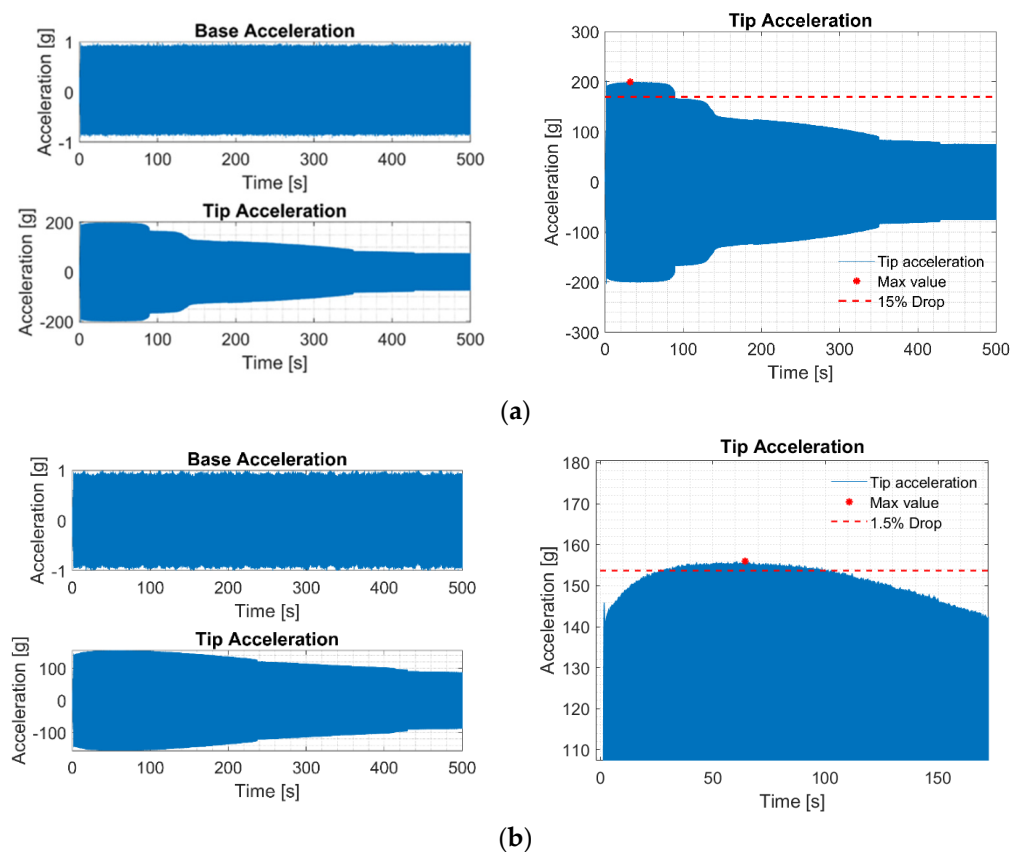 Base Acceleration
Acceleration [g]
1
0
-1
0 100 200 300 400 500
Time [s]
Tip Acceleration
Acceleration [g]
200
0
-200
0 100 200 300 400 500
Time [s]
Tip Acceleration
Acceleration [g]
300
200
100
0
-100
-200
-300
Tip acceleration
Max value
15% Drop
0 100 200 300 400 500
Time [s]
(a)
Base Acceleration
Acceleration [g]
1
0
-1
0 100 200 300 400 500
Time [s]
Tip Acceleration
Acceleration [g]
100
0
-100
0 100 200 300 400 500
Time [s]
Tip Acceleration
Acceleration [g]
180
170
160
150
140
130
120
110
Tip acceleration
Max value
1.5% Drop
0 50 100 150
Time [s]
(b)